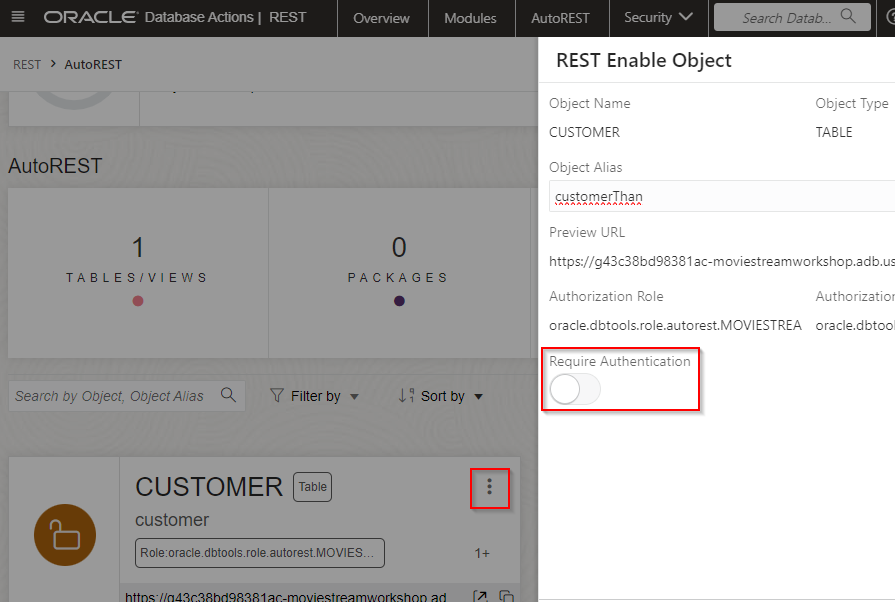 ORACLE Database Actions | REST
Overview
Modules
AutoREST
Security
Search Datab...
REST > AutoREST
AutoREST
1
TABLES/VIEWS
0
PACKAGES
Search by Object, Object Alias
Filter by
Sort by
CUSTOMER
Table
customer
Role:oracle.dbtools.role.autorest.MOVIES...
1+
https://g43c38bd98381ac-moviestreamworkshop.ad
REST Enable Object
Object Name
Object Type
CUSTOMER
TABLE
Object Alias
customerThan
Preview URL
https://g43c38bd98381ac-moviestreamworkshop.adb.us
Authorization Role
Authorization
oracle.dbtools.role.autorest.MOVIESTREA
oracle.dbtool
Require Authentication